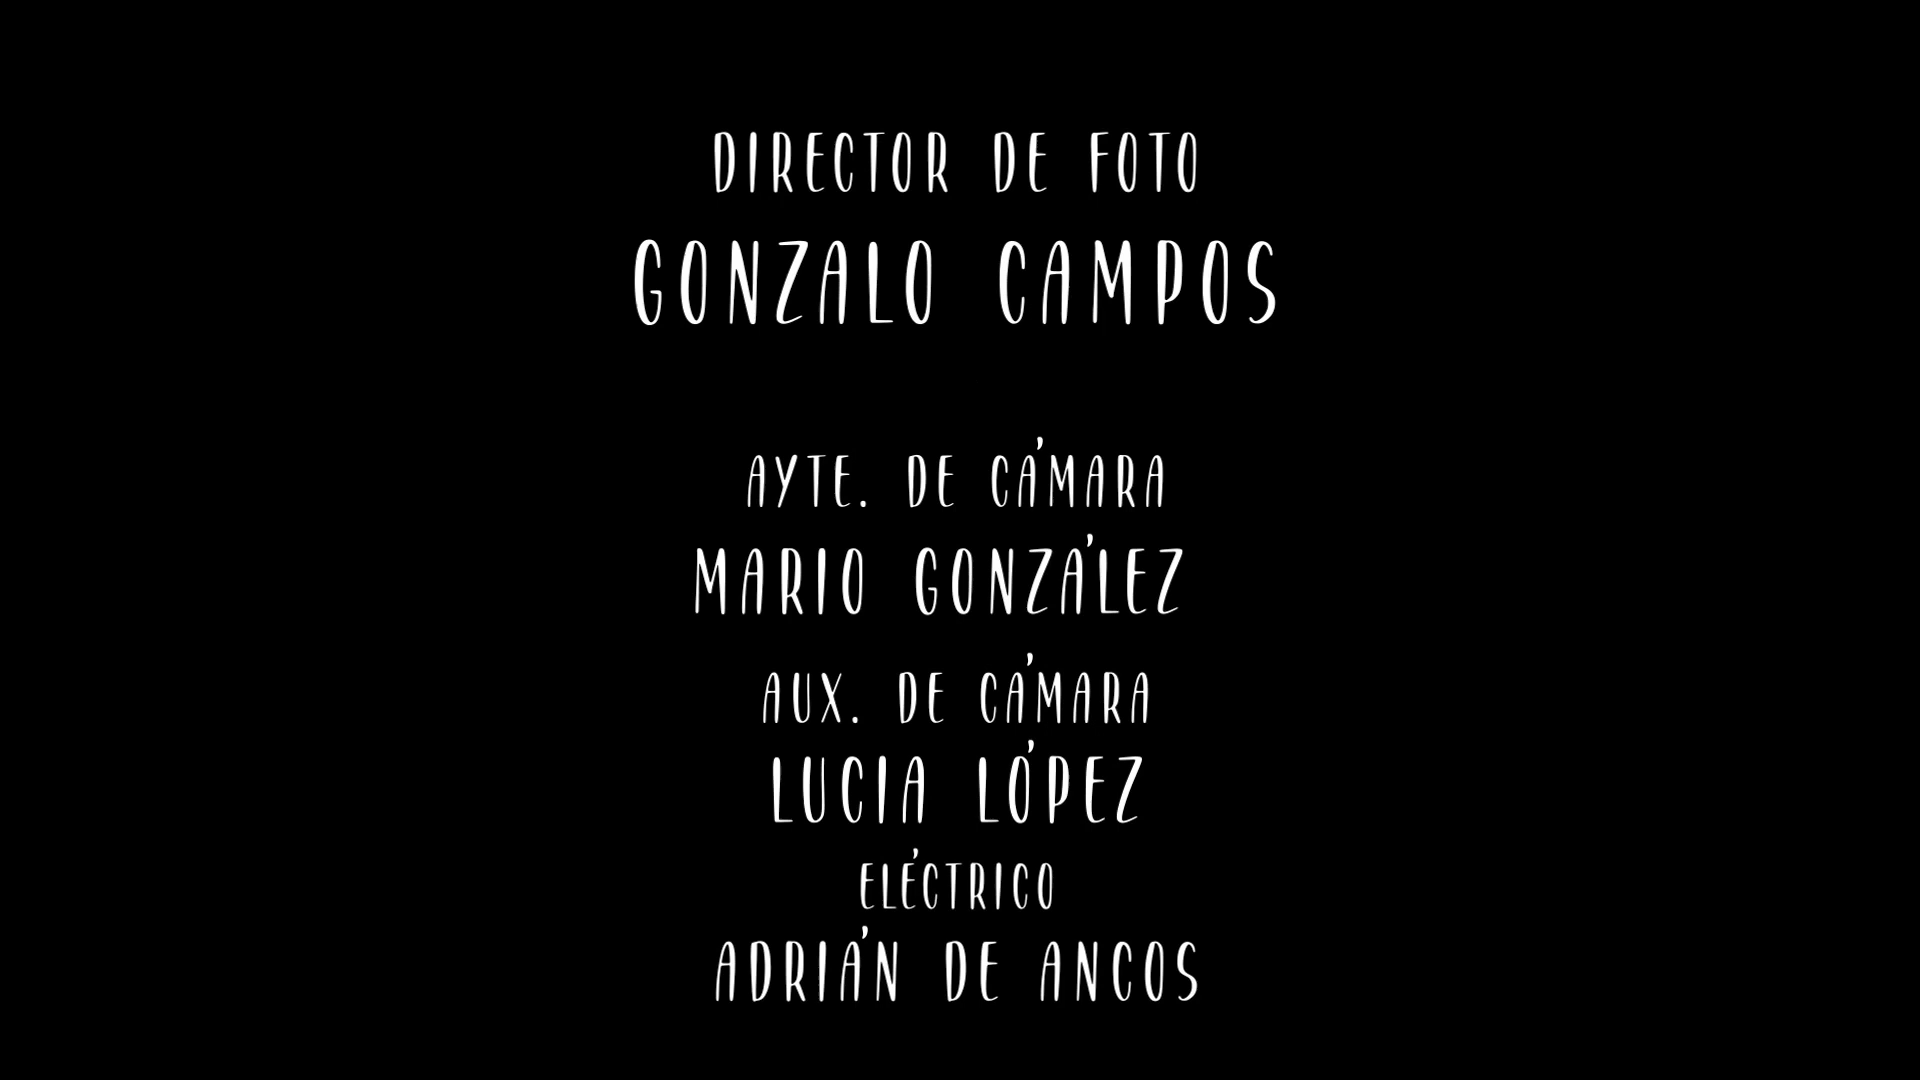 DIRECTOR DE FOTO
GONZALO CAMPOS
AYTE. DE CÁMARA
MARIO GONZÁLEZ
AUX. DE CÁMARA
LUCIA LÓPEZ
ELÉCTRICO
ADRIÁN DE ANCOS